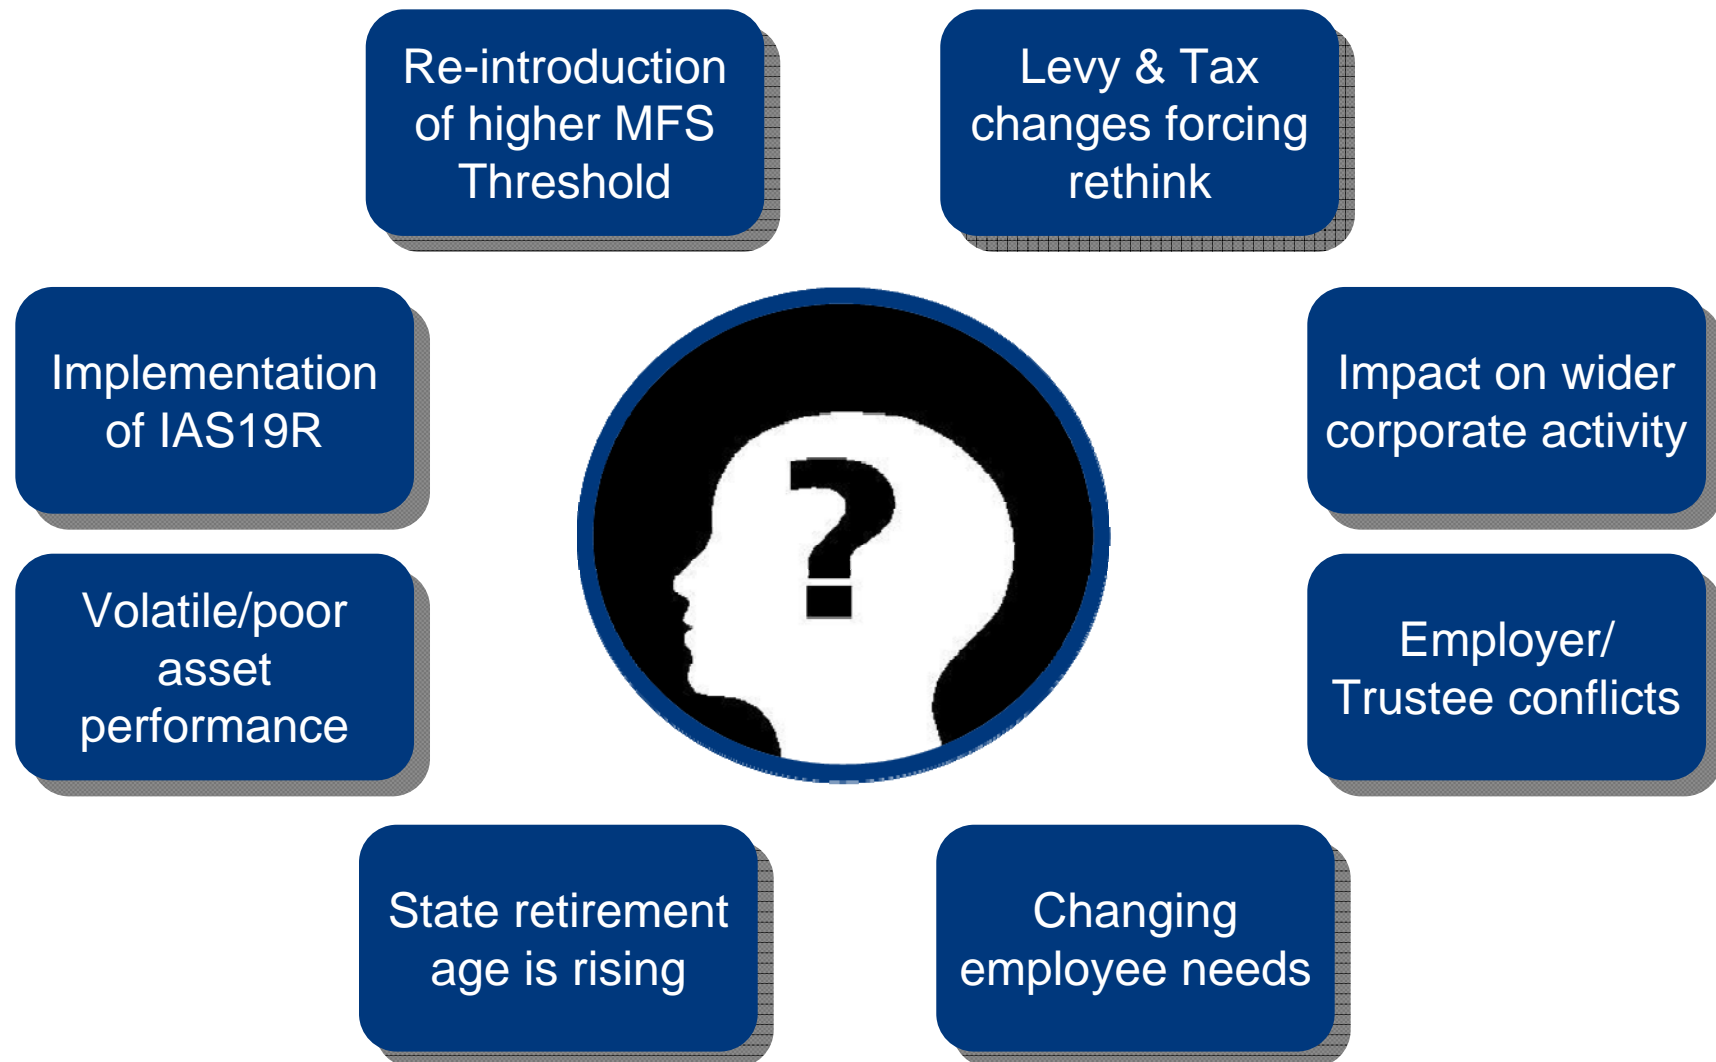 Re-introduction
of higher MFS
Threshold
Levy & Tax
changes forcing
rethink
Implementation
of IAS19R
Impact on wider
corporate activity
?
Volatile/poor
asset
performance
Employer/
Trustee conflicts
State retirement
age is rising
Changing
employee needs